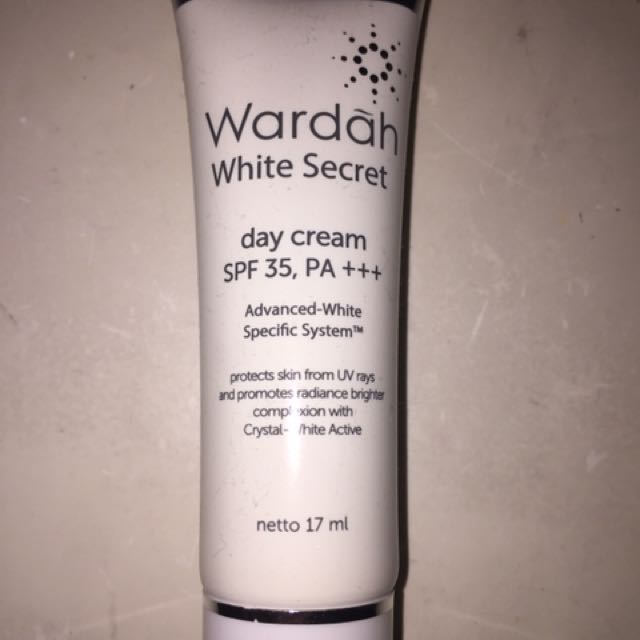 Wardah
White Secret
day cream
SPF 35, PA +++
Advanced-White
Specific System™
protects skin from UV rays
and promotes radiance brighter
complexion with
Crystal-White Active
netto 17 ml